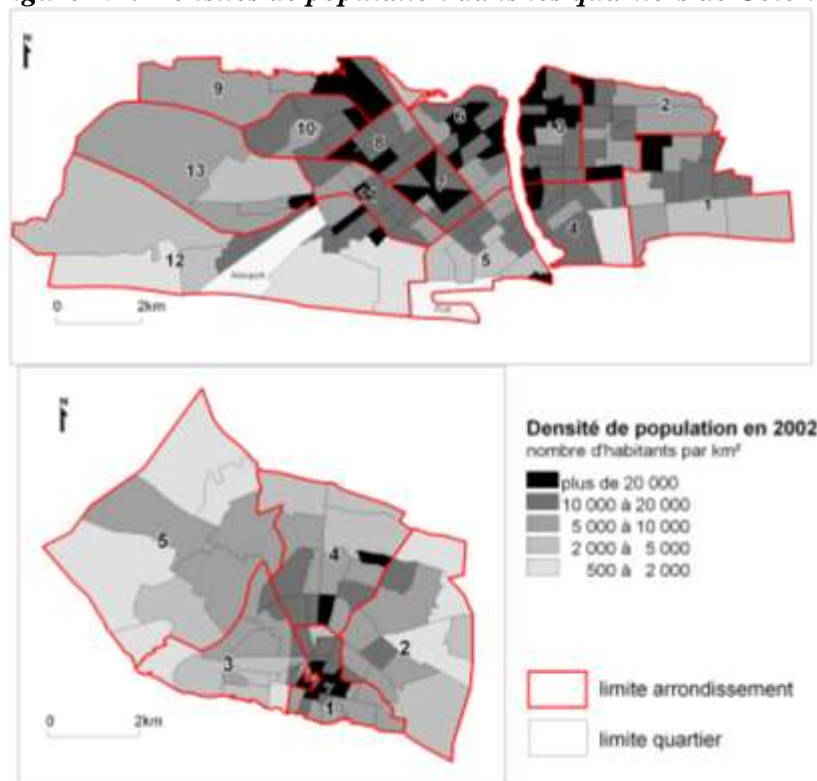 9
10
13
8
6
7
3
2
1
4
5
12
0 2km
5
4
3
2
1
0 2km
Densité de population en 2002
nombre d'habitants par km²
plus de 20 000
10 000 à 20 000
5 000 à 10 000
2 000 à 5 000
500 à 2 000
limite arrondissement
limite quartier